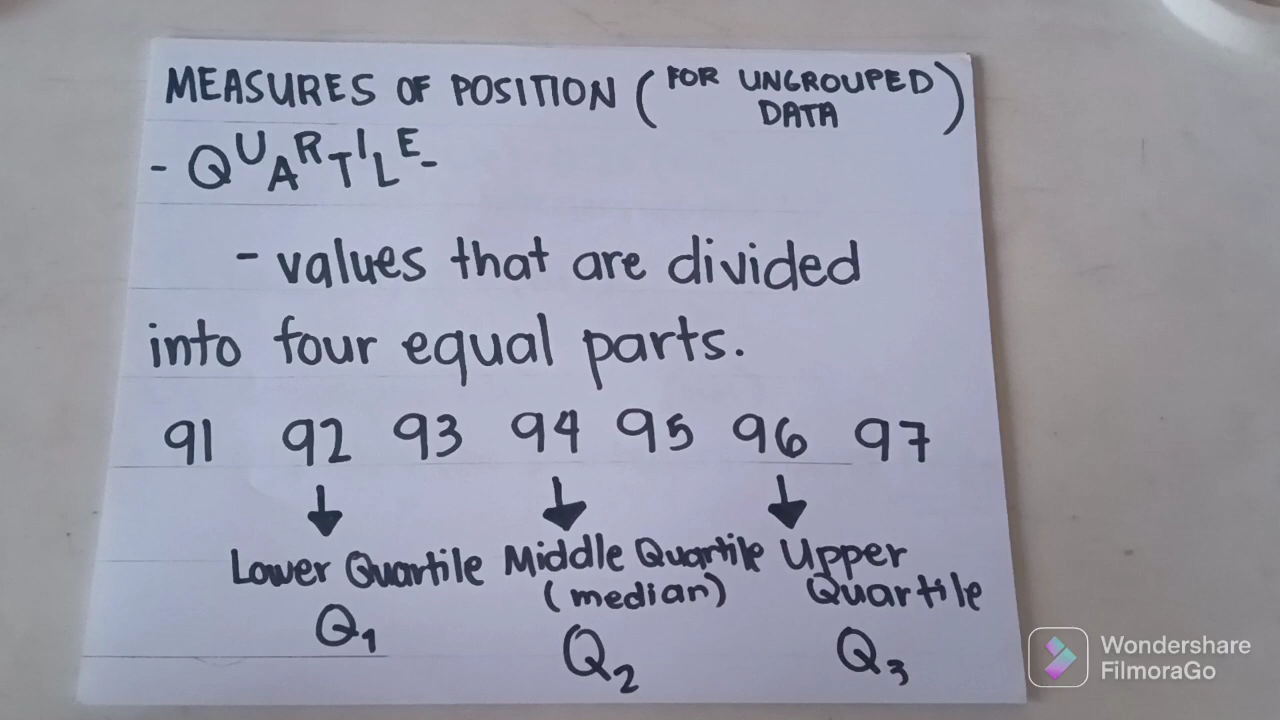 MEASURES OF POSITION (FOR UNGROUPED DATA)
- QUARTILE -
- values that are divided
into four equal parts.
91 92 93 94 95 96 97
Lower Quartile Middle Quartile (median) Upper Quartile
Q1 Q2 Q3
Wondershare
FilmoraGo